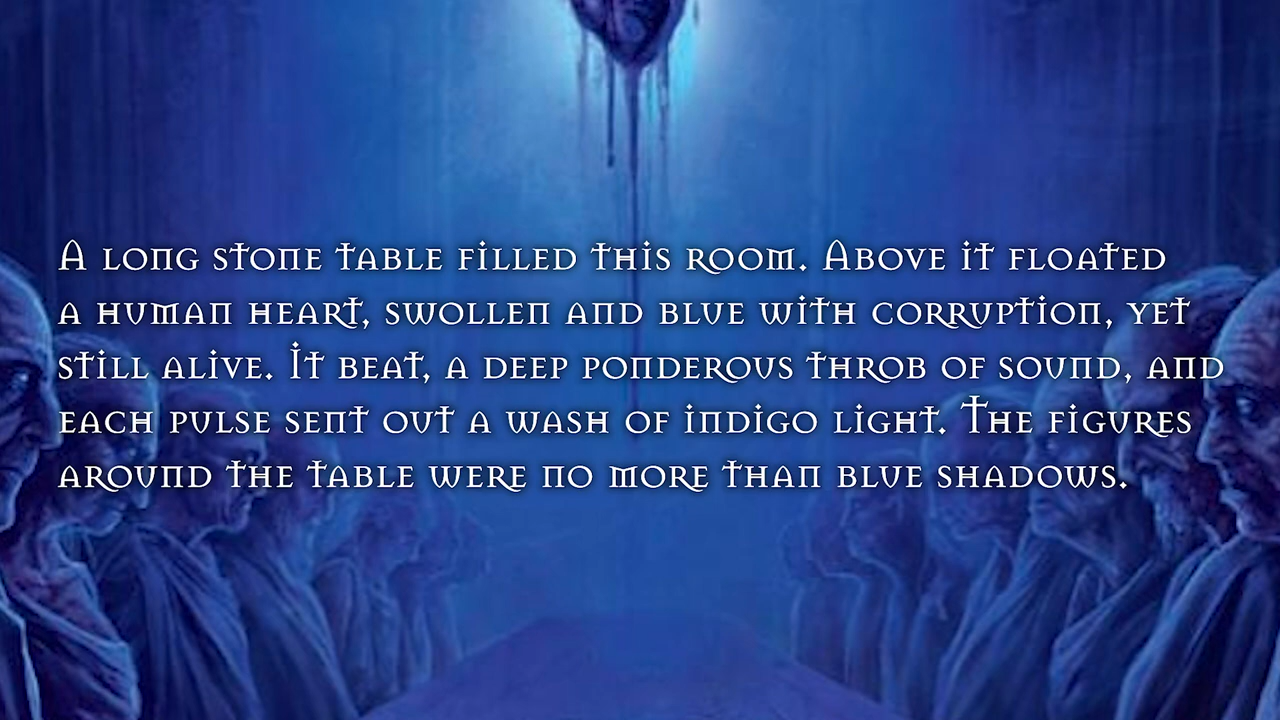 A long stone table filled this room. Above it floated
a human heart, swollen and blue with corruption, yet
still alive. It beat, a deep ponderous throb of sound, and
each pulse sent out a wash of indigo light. The figures
around the table were no more than blue shadows.